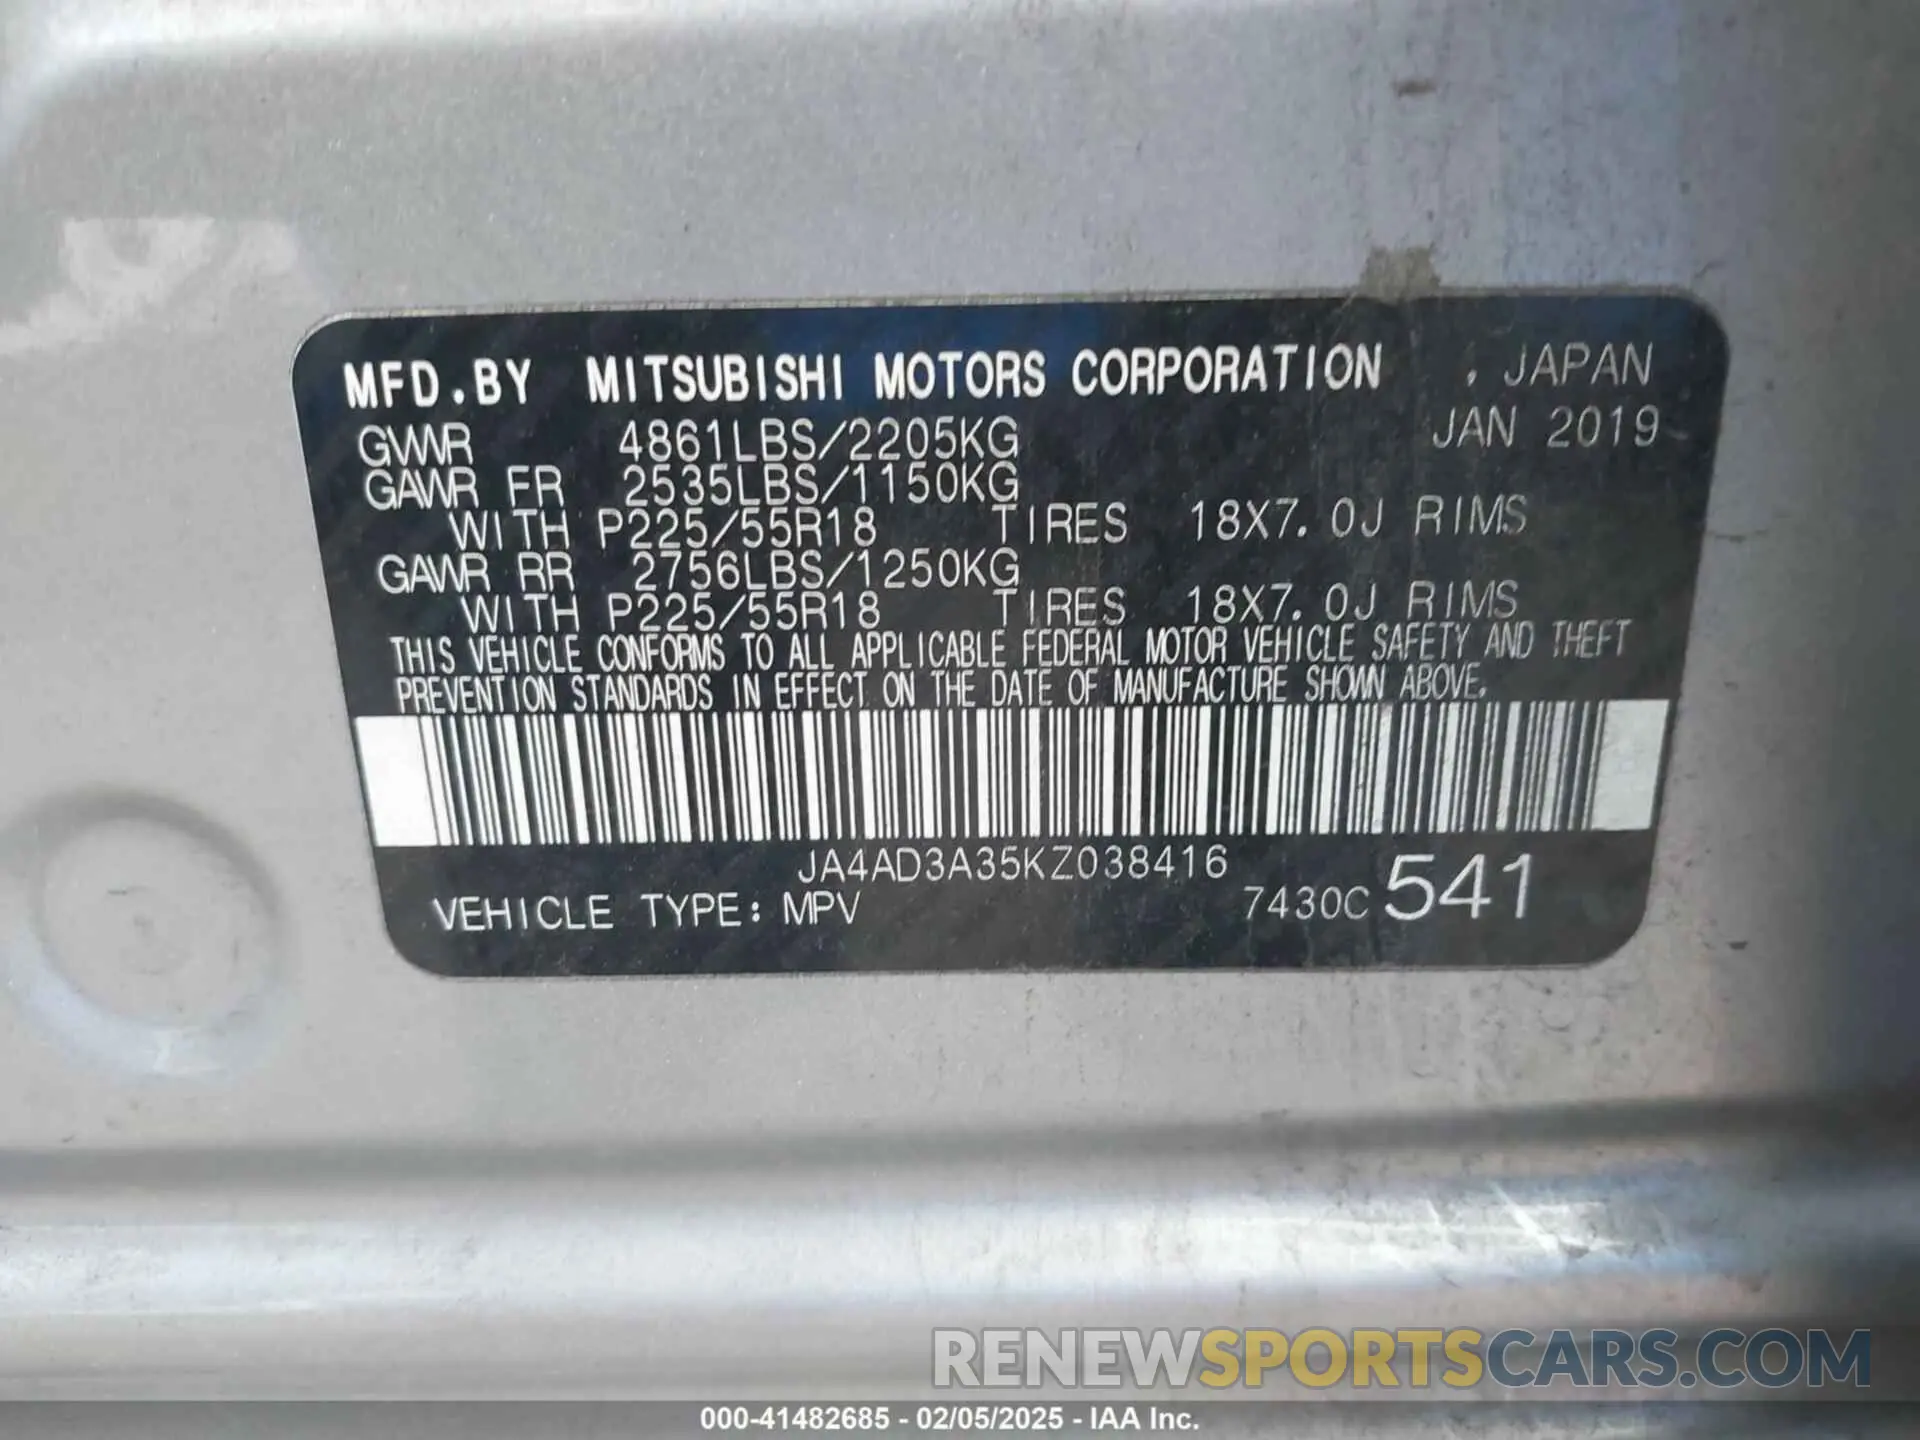 MFD.BY MITSUBISHI MOTORS CORPORATION , JAPAN
GVWR 4861LBS/2205KG JAN 2019
GAWR FR 2535LBS/1150KG
WITH P225/55R18 TIRES 18X7.0J RIMS
GAWR RR 2756LBS/1250KG
WITH P225/55R18 TIRES 18X7.0J RIMS
THIS VEHICLE CONFORMS TO ALL APPLICABLE FEDERAL MOTOR VEHICLE SAFETY AND THEFT
PREVENTION STANDARDS IN EFFECT ON THE DATE OF MANUFACTURE SHOWN ABOVE.
JA4AD3A35KZ038416
VEHICLE TYPE: MPV 7430C 541
RENEWSPORTSCARS.COM
000-41482685 - 02/05/2025 - IAA Inc.